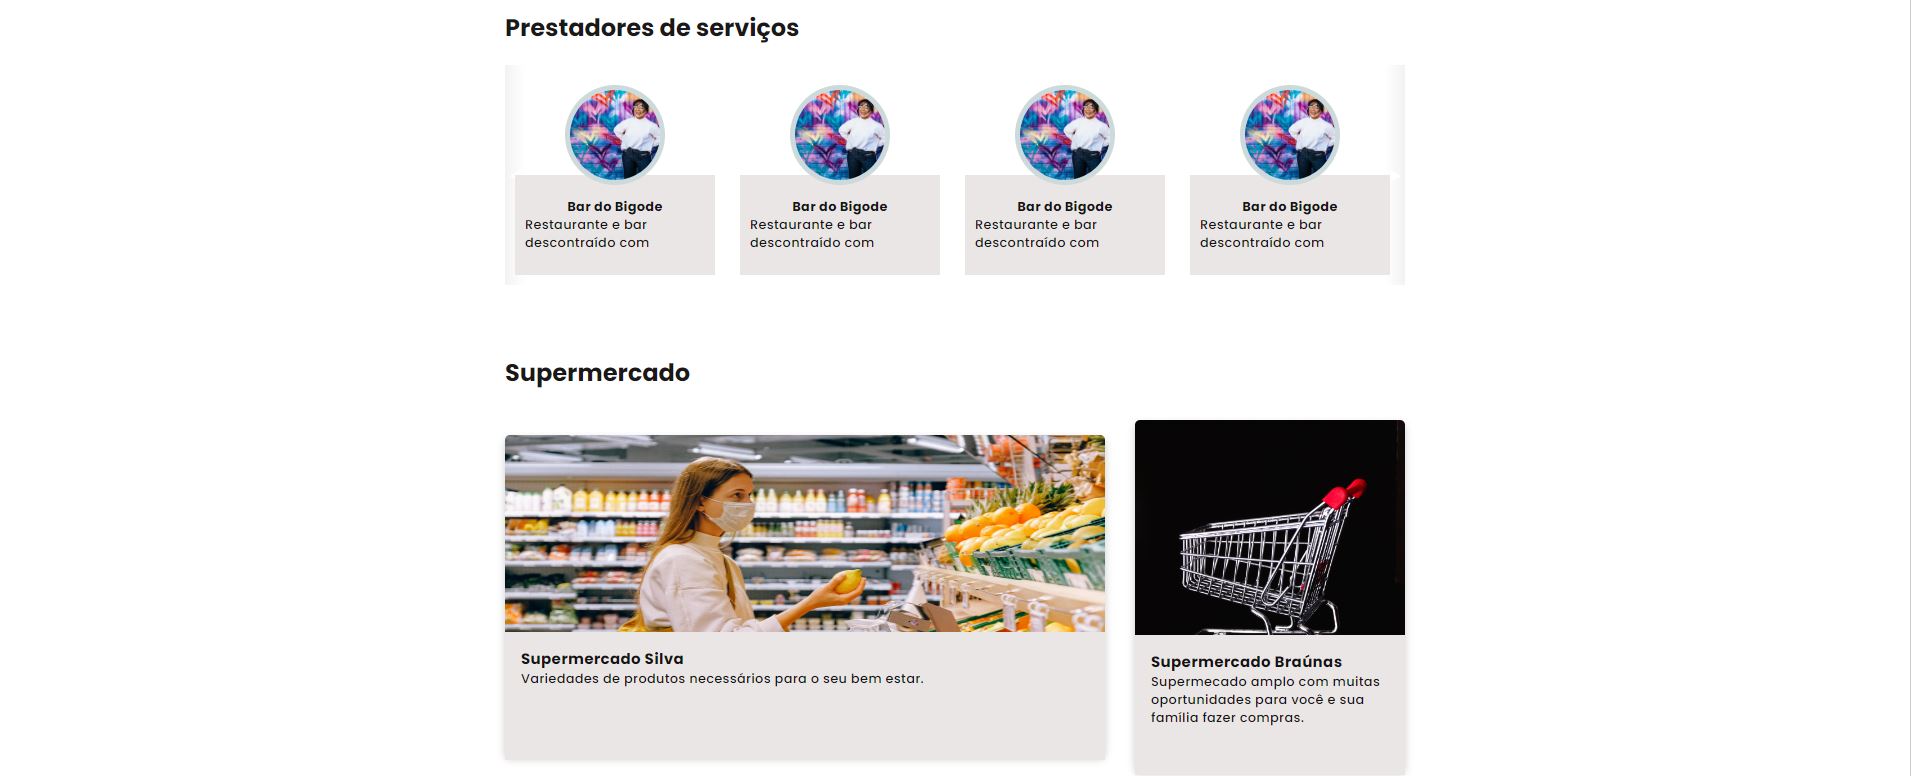 Prestadores de serviços
Bar do Bigode
Restaurante e bar
descontraído com
Bar do Bigode
Restaurante e bar
descontraído com
Bar do Bigode
Restaurante e bar
descontraído com
Bar do Bigode
Restaurante e bar
descontraído com
Supermercado
Supermercado Silva
Variedades de produtos necessários para o seu bem estar.
Supermercado Braúnas
Supermecado amplo com muitas
oportunidades para você e sua
família fazer compras.